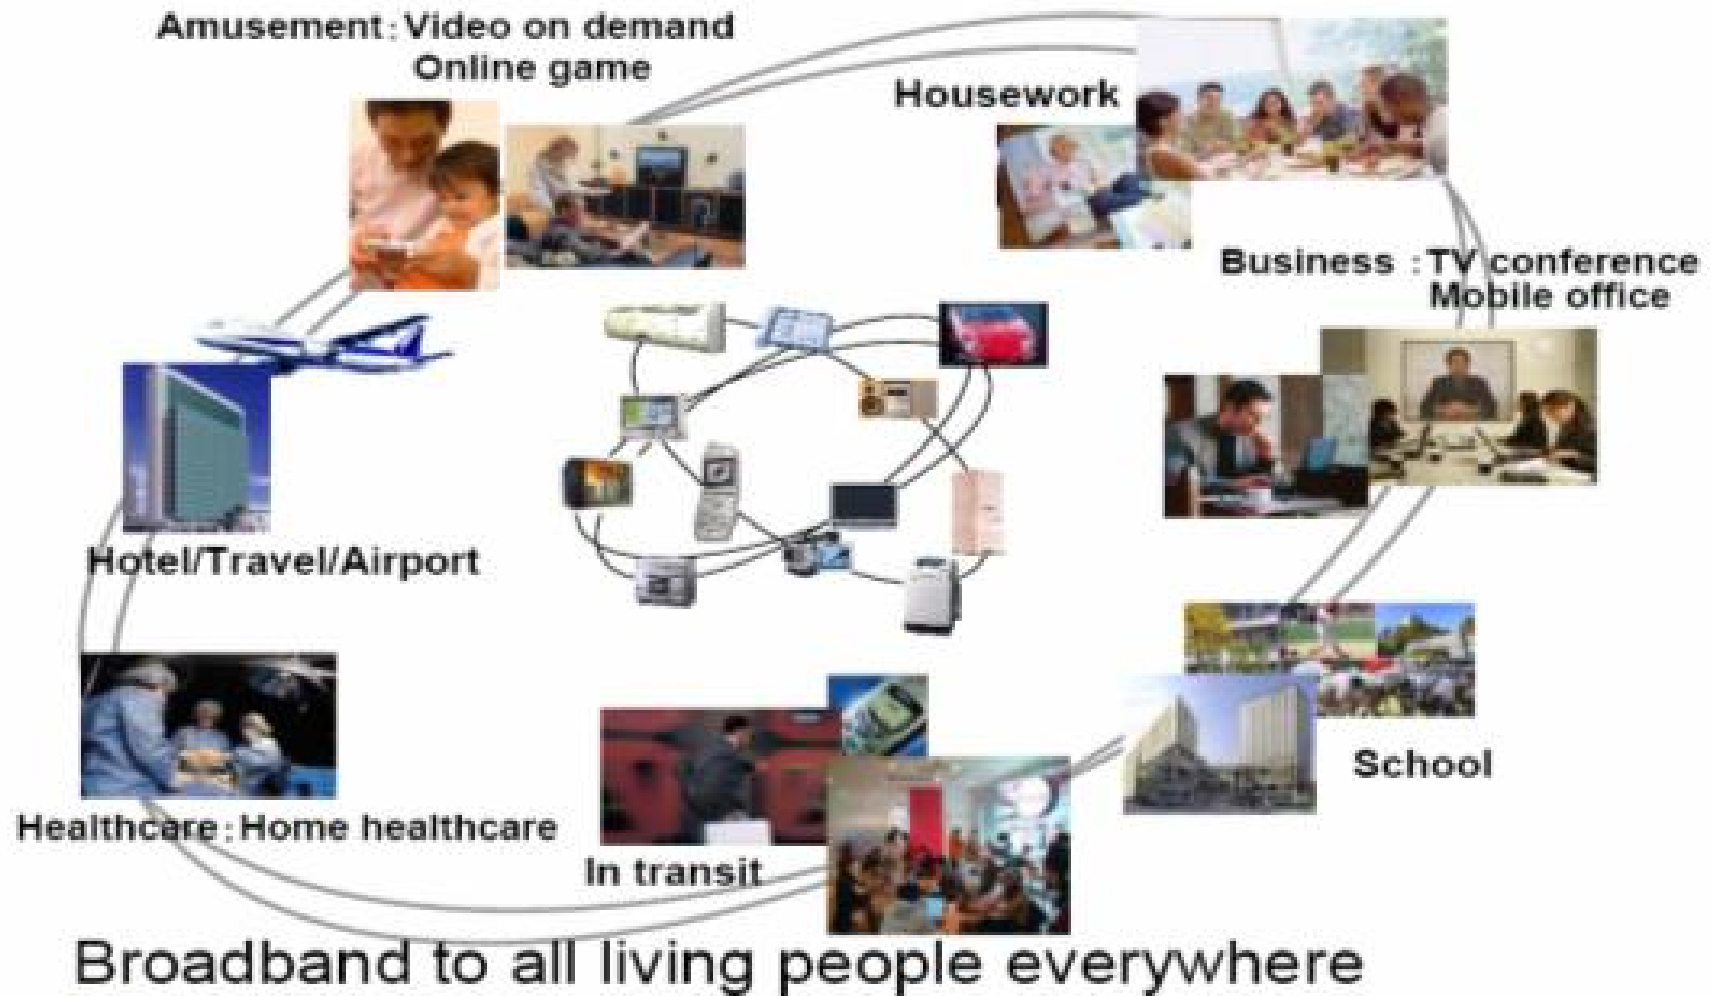 Amusement : Video on demand
Online game
Housework
Business : TV conference
Mobile office
Hotel/Travel/Airport
School
Healthcare : Home healthcare
In transit
Broadband to all living people everywhere